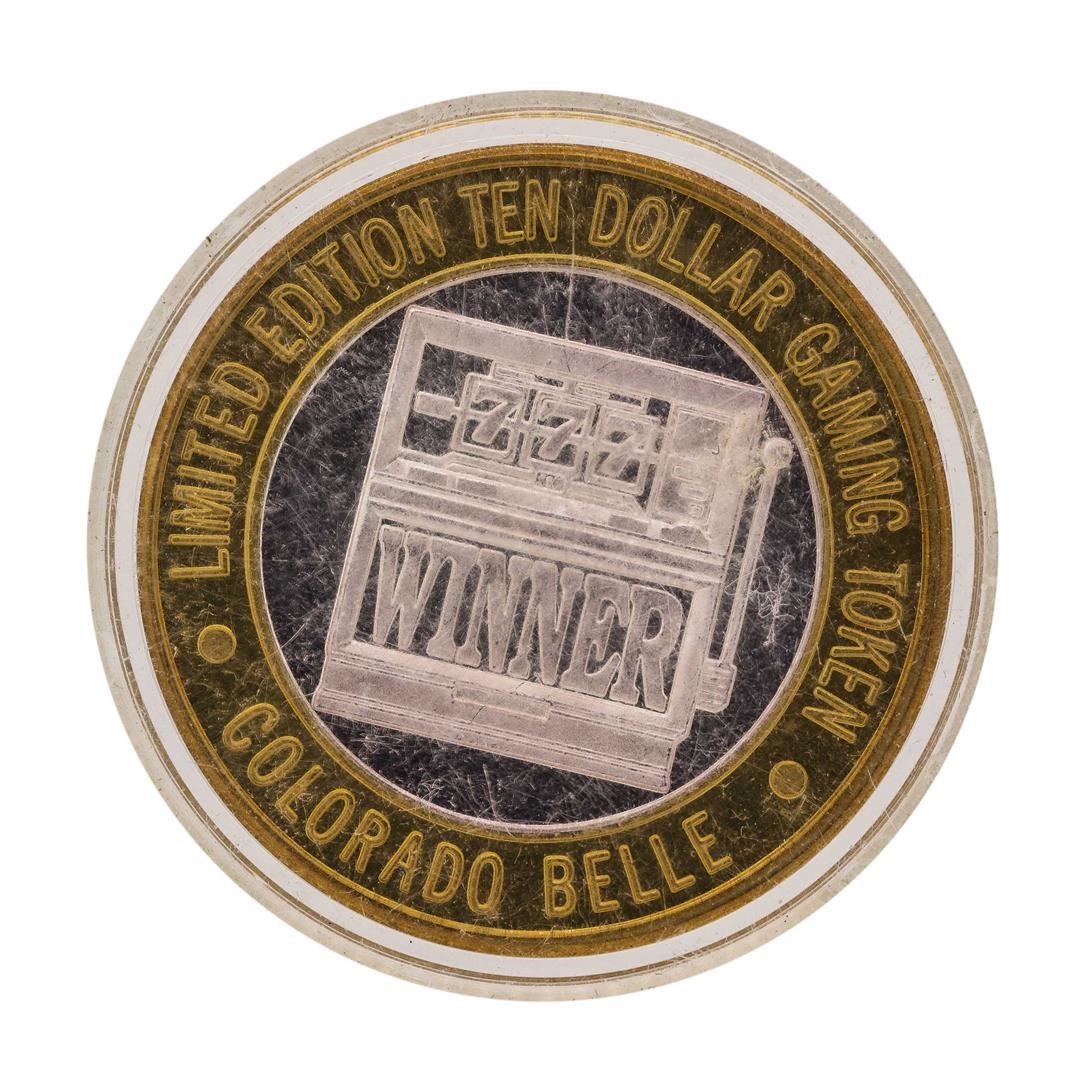 LIMITED EDITION TEN DOLLAR GAMING TOKEN
777
WINNER
COLORADO BELLE